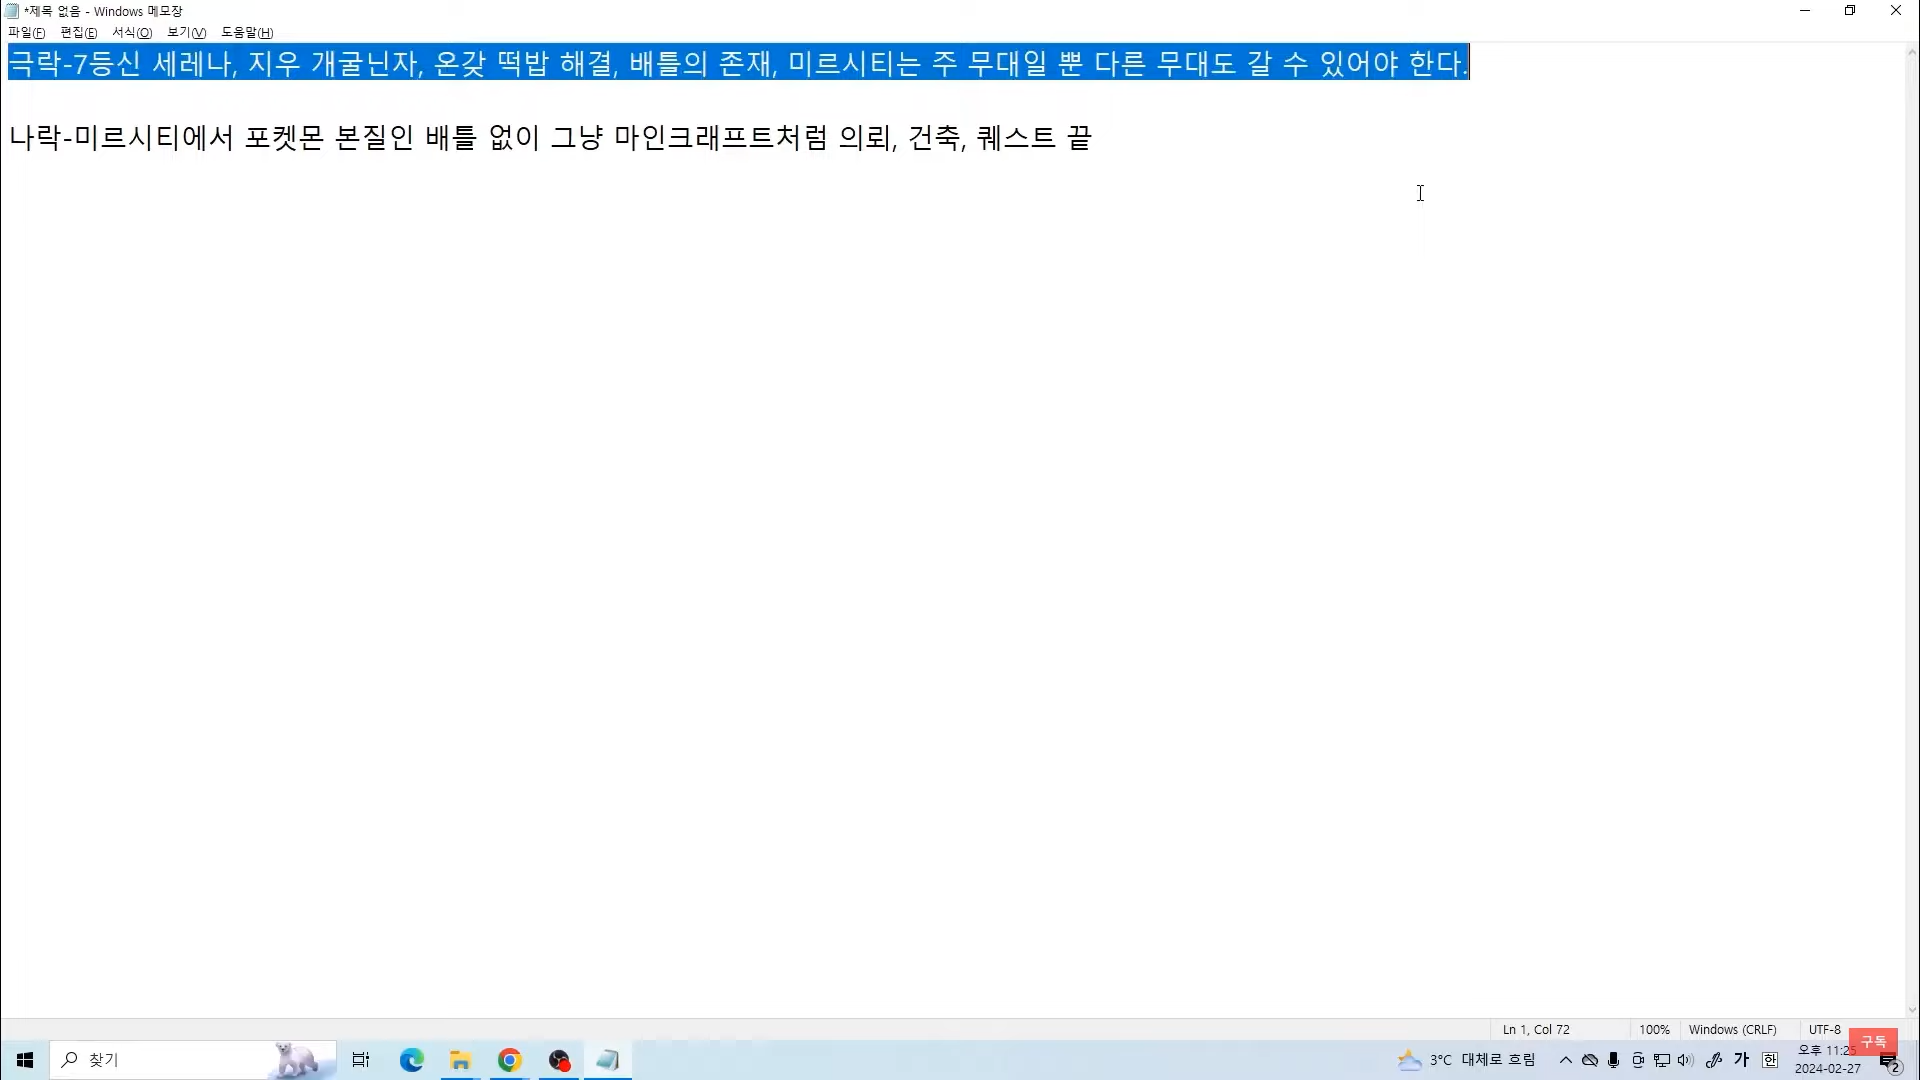 *제목 없음 - Windows 메모장
파일(F) 편집(E) 서식(O) 보기(V) 도움말(H)
극락-7등신 세레나, 지우 개굴닌자, 온갖 떡밥 해결, 배틀의 존재, 미르시티는 주 무대일 뿐 다른 무대도 갈 수 있어야 한다.
나락-미르시티에서 포켓몬 본질인 배틀 없이 그냥 마인크래프트처럼 의뢰, 건축, 퀘스트 끝
Ln 1, Col 72 100% Windows (CRLF) UTF-8
구독
찾기 3°C 대체로 흐림 가 한 오후 11:25
2024-02-27 2